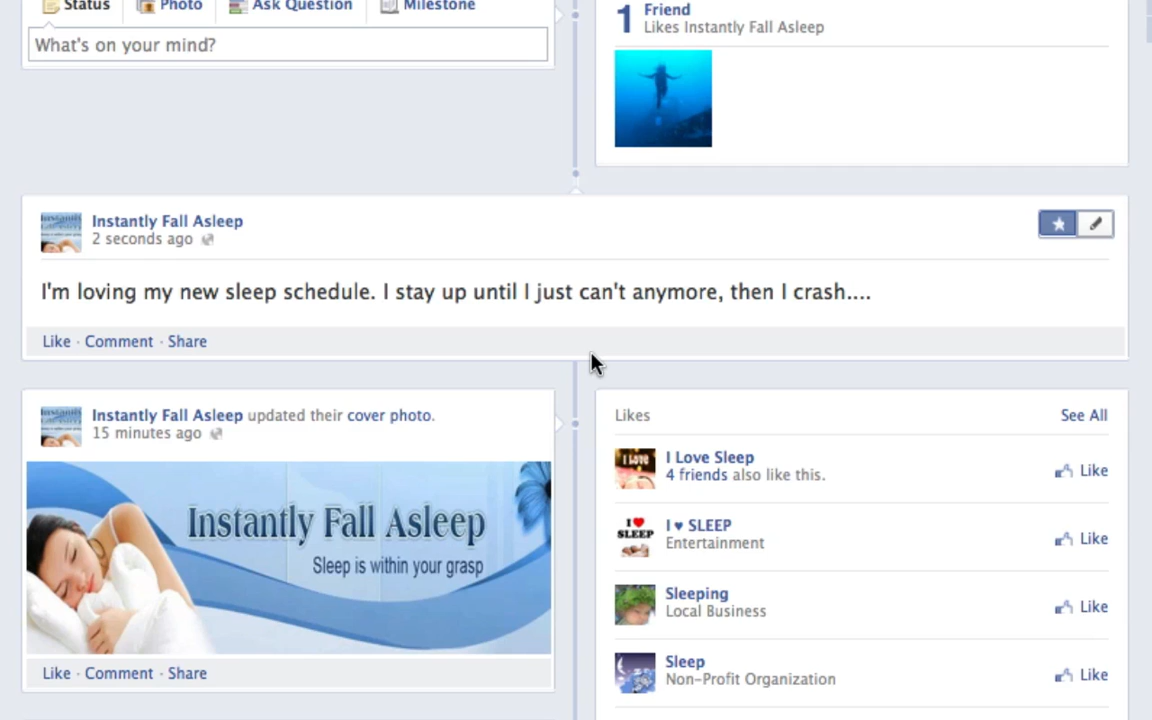 Status Photo Ask Question Milestone
What's on your mind?
1 Friend
Likes Instantly Fall Asleep
Instantly Fall Asleep
2 seconds ago
I'm loving my new sleep schedule. I stay up until I just can't anymore, then I crash....
Like · Comment · Share
Instantly Fall Asleep updated their cover photo.
15 minutes ago
Instantly Fall Asleep
Sleep is within your grasp
Like · Comment · Share
Likes See All
I LOVE
I Love Sleep
4 friends also like this.
Like
I ♥
SLEEP
I ♥ SLEEP
Entertainment
Like
Sleeping
Local Business
Like
Sleep
Non-Profit Organization
Like